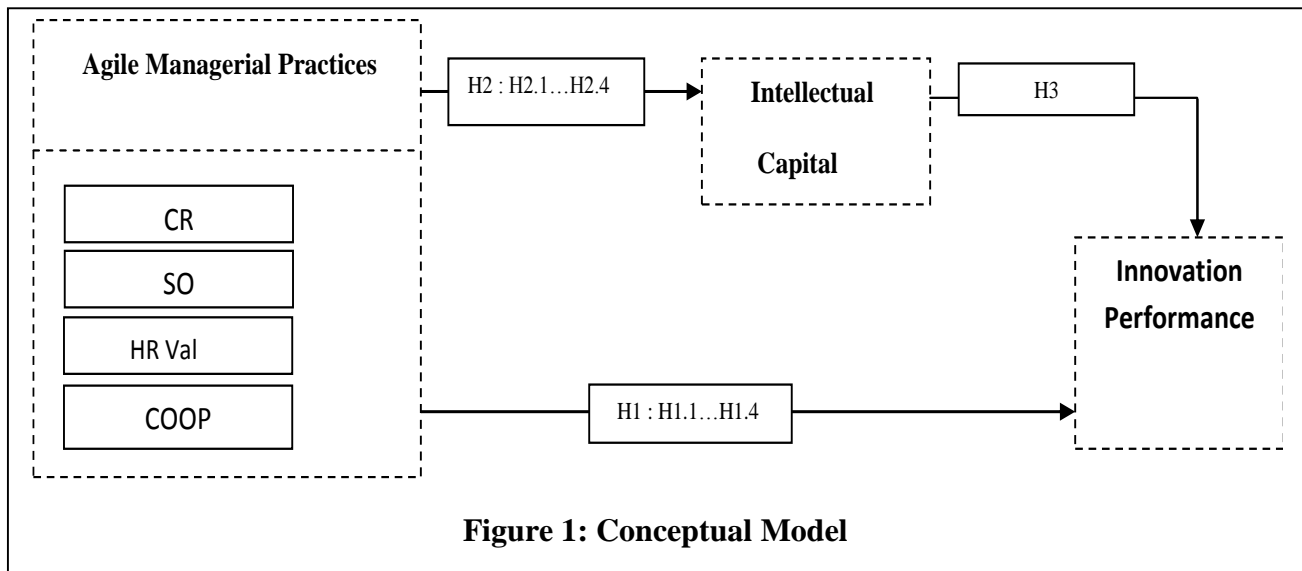 Agile Managerial Practices
H2 : H2.1…H2.4
Intellectual
Capital
H3
CR
SO
HR Val
COOP
Innovation
Performance
H1 : H1.1…H1.4
Figure 1: Conceptual Model